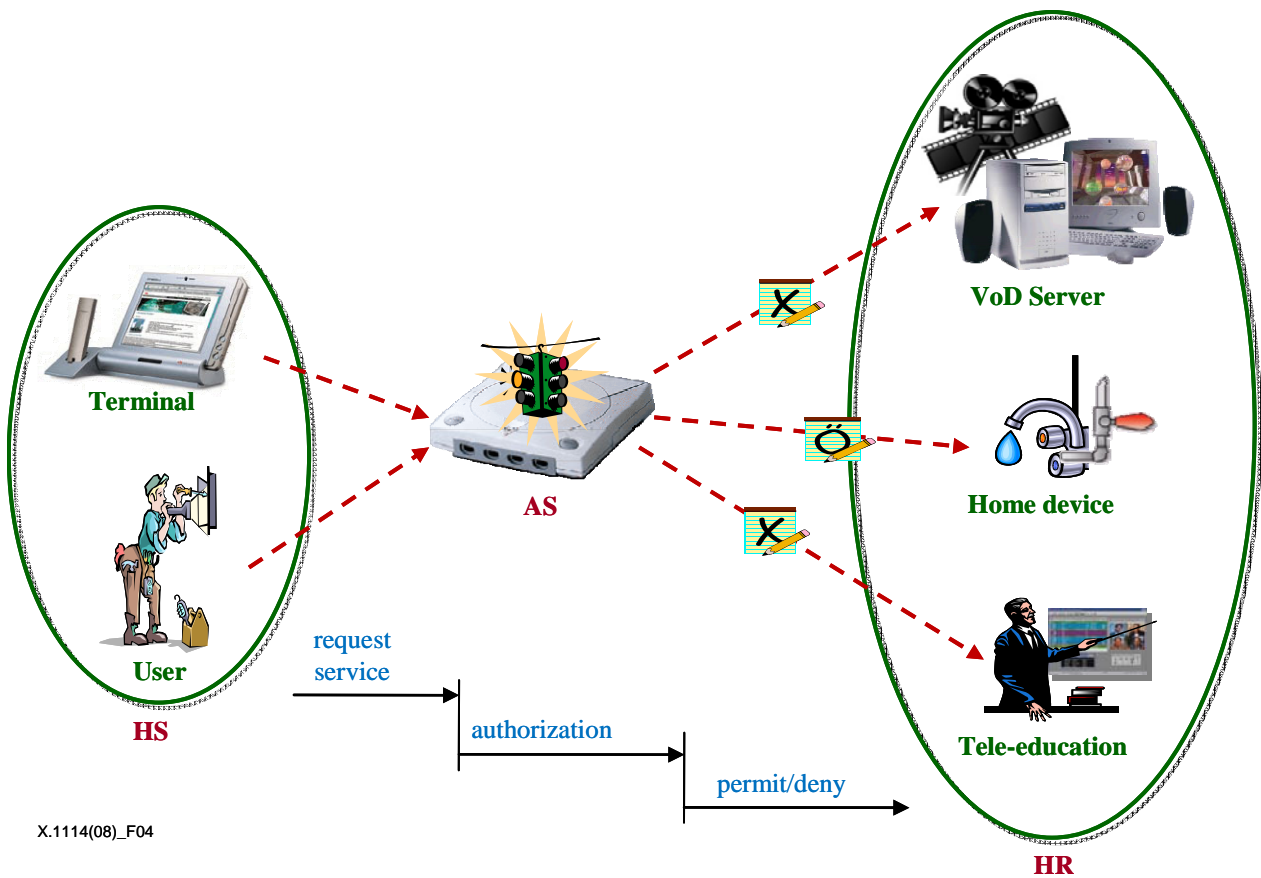 VoD Server
X
Terminal
Ö
Home device
AS
X
request
service
User
HS
authorization
Tele-education
permit/deny
X.1114(08)_F04
HR